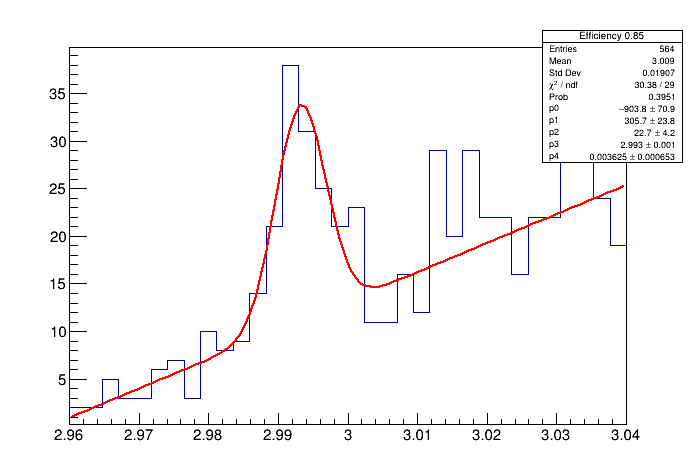 Efficiency 0.85
Entries 564
Mean 3.009
Std Dev 0.01907
χ² / ndf 30.38 / 29
Prob 0.3951
p0 −903.8 ± 70.9
p1 305.7 ± 23.8
p2 22.7 ± 4.2
p3 2.993 ± 0.001
p4 0.003625 ± 0.000653
35
30
25
20
15
10
5
2.96 2.97 2.98 2.99 3 3.01 3.02 3.03 3.04